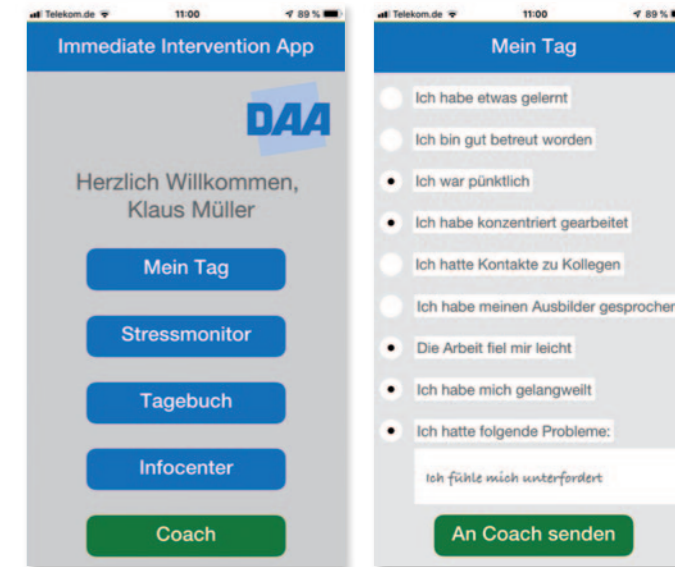 Telekom.de 11:00 89 %
Immediate Intervention App
DAA
Herzlich Willkommen,
Klaus Müller
Mein Tag
Stressmonitor
Tagebuch
Infocenter
Coach
Telekom.de 11:00 89 %
Mein Tag
Ich habe etwas gelernt
Ich bin gut betreut worden
Ich war pünktlich
Ich habe konzentriert gearbeitet
Ich hatte Kontakte zu Kollegen
Ich habe meinen Ausbilder gesprochen
Die Arbeit fiel mir leicht
Ich habe mich gelangweilt
Ich hatte folgende Probleme:
Ich fühle mich unterfordert
An Coach senden